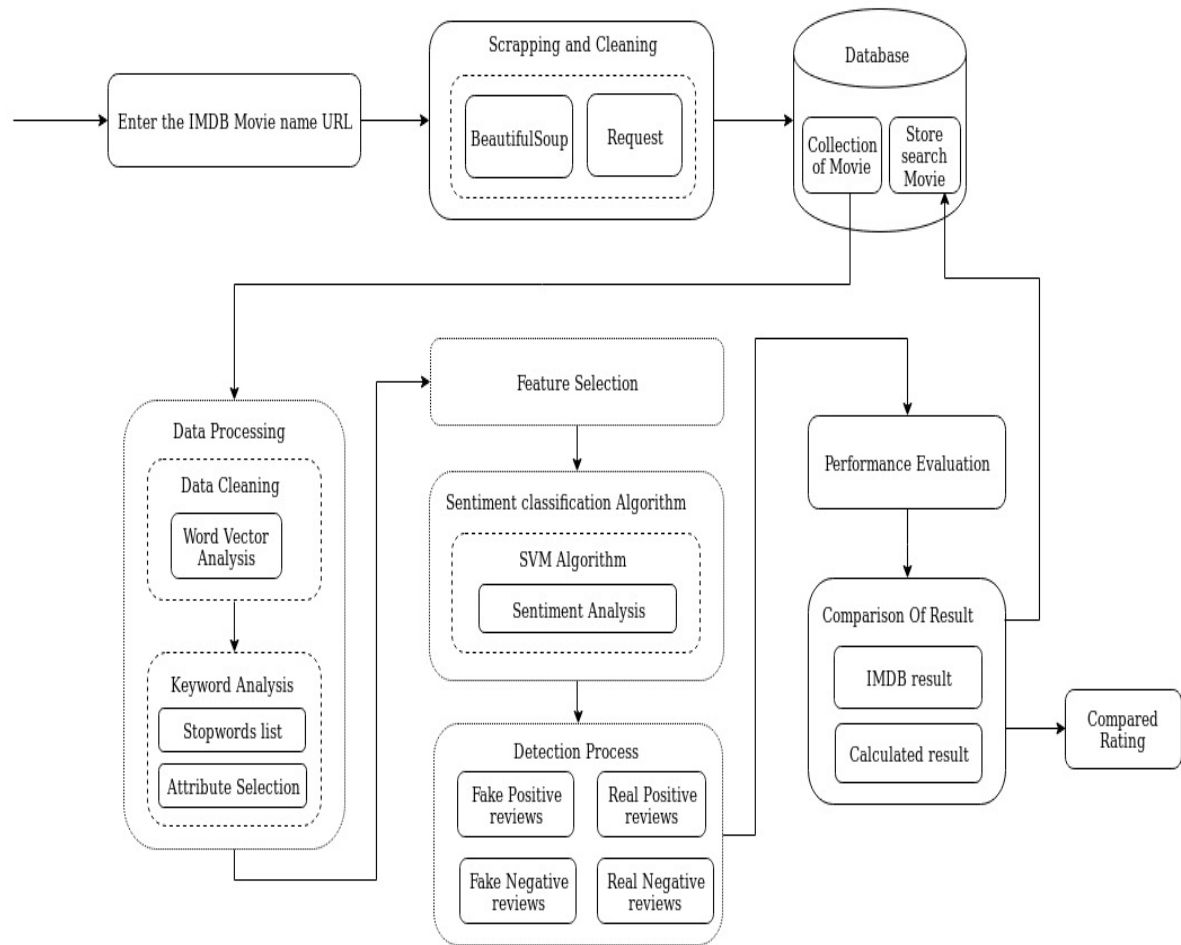 Enter the IMDB Movie name URL
Scrapping and Cleaning
BeautifulSoup
Request
Database
Collection
of Movie
Store
search
Movie
Data Processing
Data Cleaning
Word Vector
Analysis
Keyword Analysis
Stopwords list
Attribute Selection
Feature Selection
Sentiment classification Algorithm
SVM Algorithm
Sentiment Analysis
Detection Process
Fake Positive
reviews
Real Positive
reviews
Fake Negative
reviews
Real Negative
reviews
Performance Evaluation
Comparison Of Result
IMDB result
Calculated result
Compared
Rating